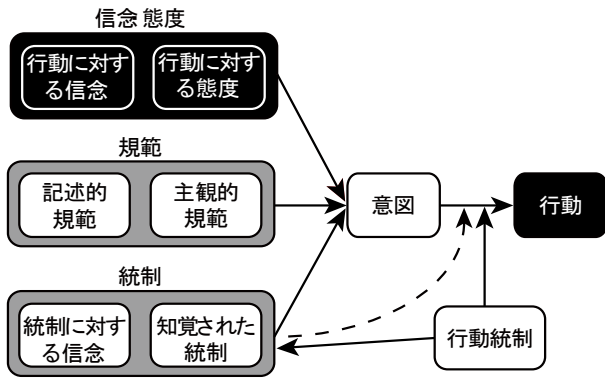 信念 態度
行動に対す
る信念
行動に対す
る態度
規範
記述的
規範
主観的
規範
統制
統制に対す
る信念
知覚された
統制
意図
行動
行動統制